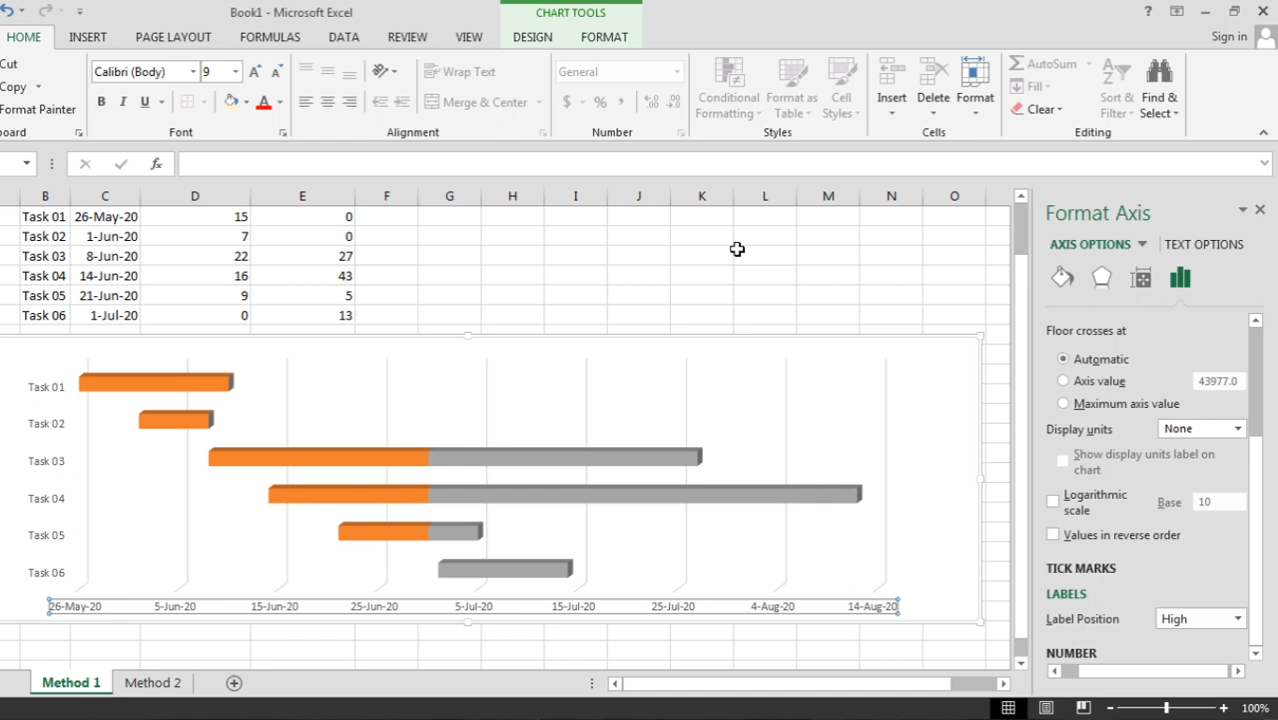 Book1 - Microsoft Excel
CHART TOOLS
?
HOME INSERT PAGE LAYOUT FORMULAS DATA REVIEW VIEW DESIGN FORMAT Sign in
Cut
Copy
Format Painter
board
Calibri (Body) 9
B I U A
Font
Wrap Text
Merge & Center
Alignment
General
$ % ,
Number
Conditional Formatting
Format as Table
Cell Styles
Styles
Insert Delete Format
Cells
AutoSum
Fill
Clear
Sort & Filter
Find & Select
Editing
fx
B C D E F G H I J K L M N O
Task 01 26-May-20 15 0
Task 02 1-Jun-20 7 0
Task 03 8-Jun-20 22 27
Task 04 14-Jun-20 16 43
Task 05 21-Jun-20 9 5
Task 06 1-Jul-20 0 13
Task 01
Task 02
Task 03
Task 04
Task 05
Task 06
26-May-20 5-Jun-20 15-Jun-20 25-Jun-20 5-Jul-20 15-Jul-20 25-Jul-20 4-Aug-20 14-Aug-20
Format Axis
AXIS OPTIONS TEXT OPTIONS
Floor crosses at
Automatic
Axis value 43977.0
Maximum axis value
Display units None
Show display units label on
chart
Logarithmic
scale
Base 10
Values in reverse order
TICK MARKS
LABELS
Label Position High
NUMBER
Method 1 Method 2
100%